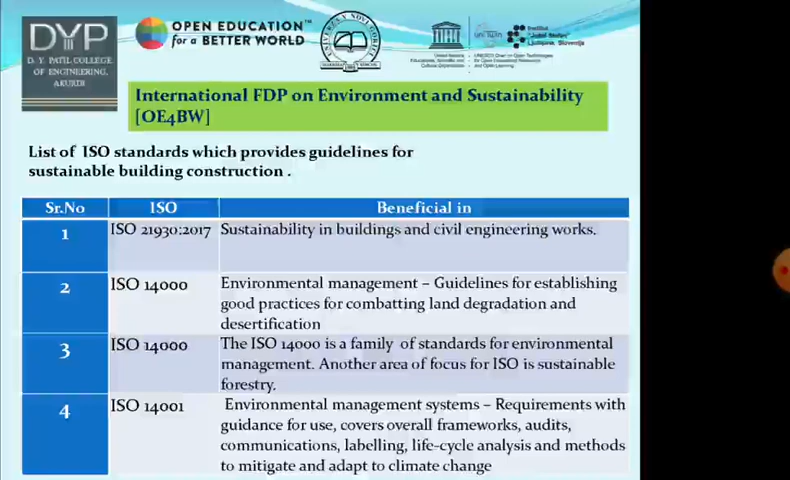 DYP
D. Y. PATIL COLLEGE
OF ENGINEERING,
AKURDI
OPEN EDUCATION™
for a BETTER WORLD
International FDP on Environment and Sustainability
[OE4BW]
List of ISO standards which provides guidelines for
sustainable building construction .
Sr.No ISO Beneficial in
1 ISO 21930:2017 Sustainability in buildings and civil engineering works.
2 ISO 14000 Environmental management – Guidelines for establishing
good practices for combatting land degradation and
desertification
3 ISO 14000 The ISO 14000 is a family of standards for environmental
management. Another area of focus for ISO is sustainable
forestry.
4 ISO 14001 Environmental management systems – Requirements with
guidance for use, covers overall frameworks, audits,
communications, labelling, life-cycle analysis and methods
to mitigate and adapt to climate change